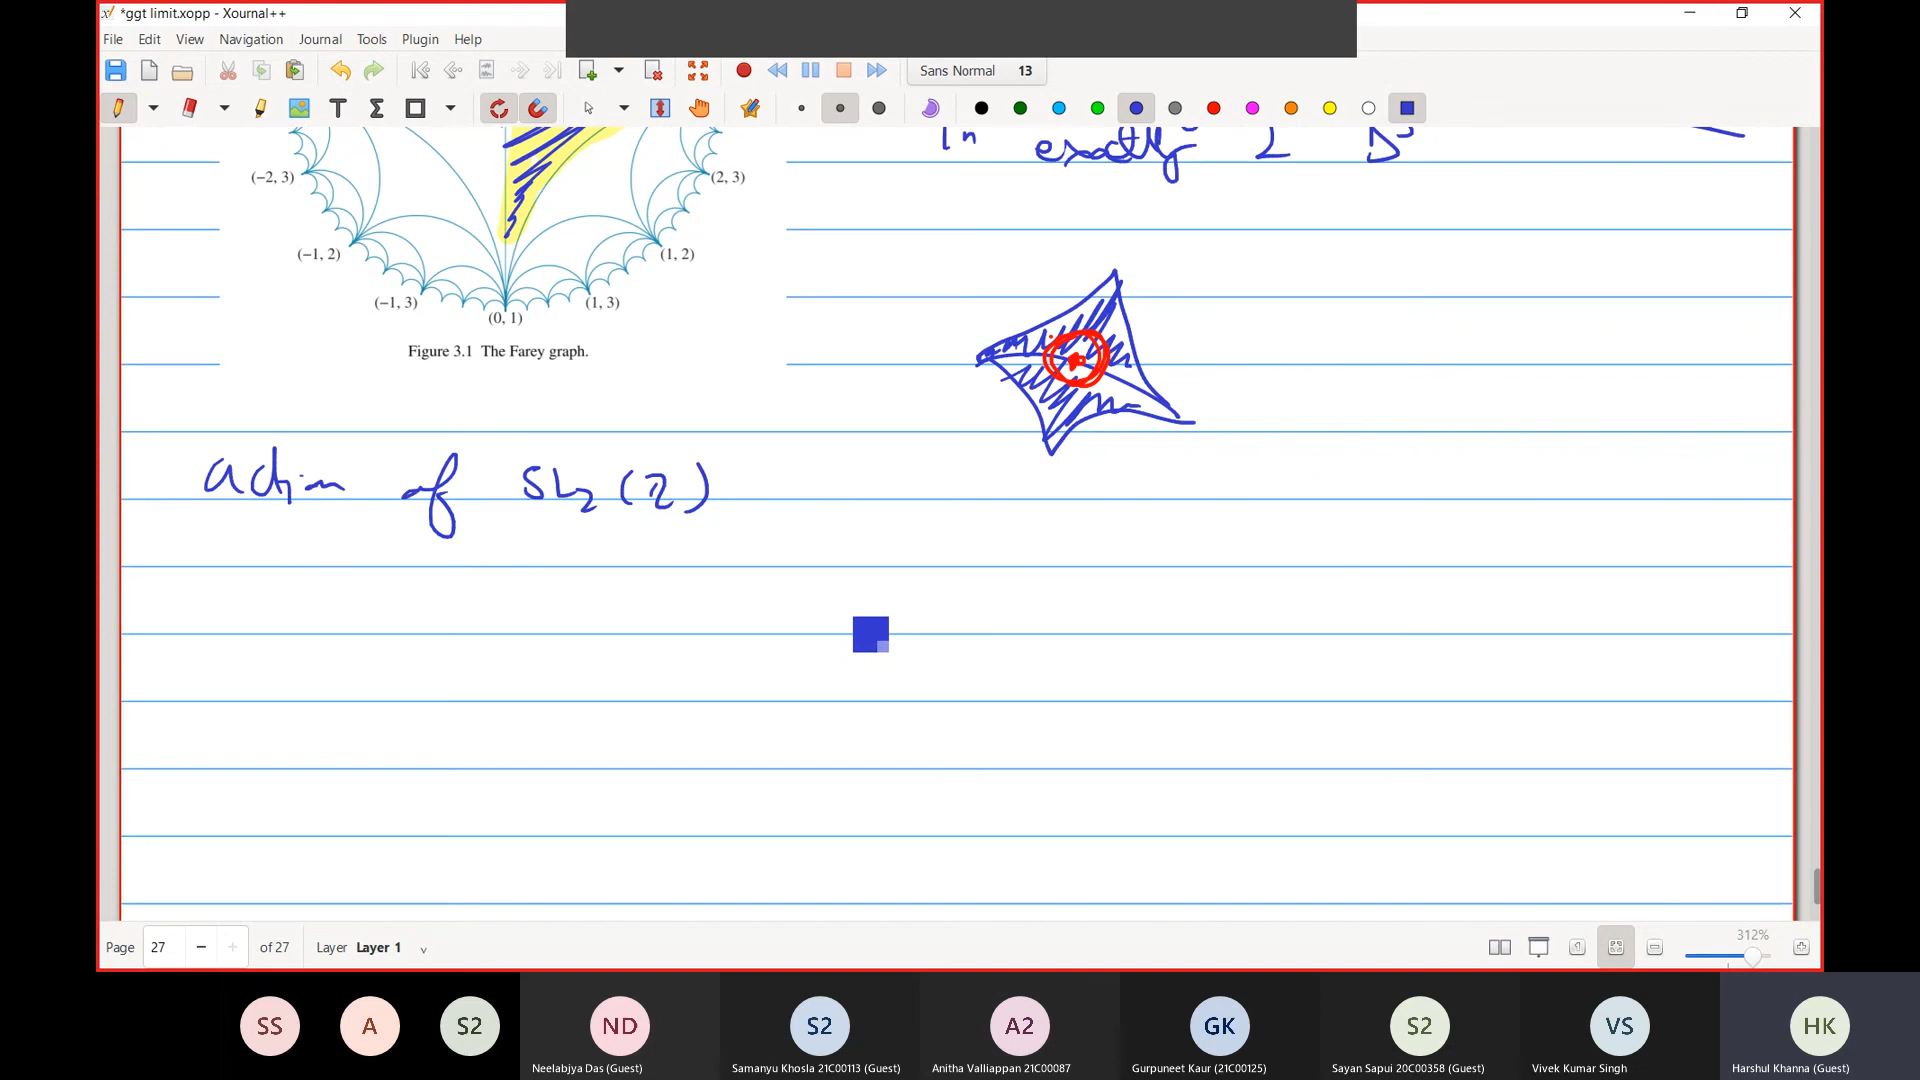 *ggt limit.xopp - Xournal++
File Edit View Navigation Journal Tools Plugin Help
Sans Normal 13
In exactly 2 Δs
(-2, 3) (2, 3)
(-1, 2) (1, 2)
(-1, 3) (1, 3)
(0, 1)
Figure 3.1 The Farey graph.
action of SL2(Z)
Page 27 of 27 Layer Layer 1 312%
SS A S2 ND S2 A2 GK S2 VS HK
Neelabjya Das (Guest) Samanyu Khosla 21C00113 (Guest) Anitha Valliappan 21C00087 Gurpuneet Kaur (21C00125) Sayan Sapui 20C00358 (Guest) Vivek Kumar Singh Harshul Khanna (Guest)